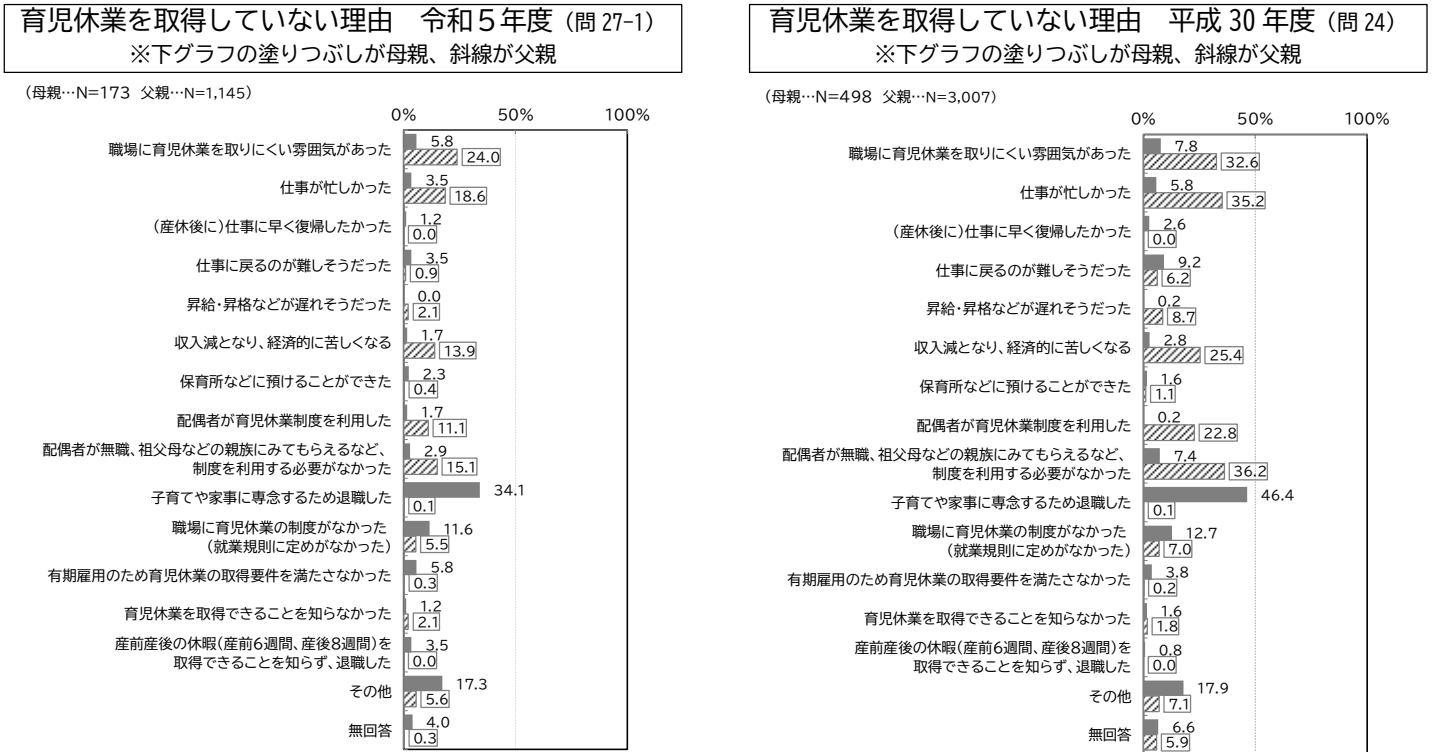 育児休業を取得していない理由 令和5年度（問27-1）
※下グラフの塗りつぶしが母親、斜線が父親
（母親…N=173 父親…N=1,145）
0% 50% 100%
職場に育児休業を取りにくい雰囲気があった 5.8 24.0
仕事が忙しかった 3.5 18.6
（産休後に）仕事に早く復帰したかった 1.2 0.0
仕事に戻るのが難しそうだった 3.5 0.9
昇給・昇格などが遅れそうだった 0.0 2.1
収入減となり、経済的に苦しくなる 1.7 13.9
保育所などに預けることができた 2.3 0.4
配偶者が育児休業制度を利用した 1.7 11.1
配偶者が無職、祖父母などの親族にみてもらえるなど、
制度を利用する必要がなかった 2.9 15.1
子育てや家事に専念するため退職した 34.1 0.1
職場に育児休業の制度がなかった
（就業規則に定めがなかった） 11.6 5.5
有期雇用のため育児休業の取得要件を満たさなかった 5.8 0.3
育児休業を取得できることを知らなかった 1.2 2.1
産前産後の休暇（産前6週間、産後8週間）を
取得できることを知らず、退職した 3.5 0.0
その他 17.3 5.6
無回答 4.0 0.3
育児休業を取得していない理由 平成30年度（問24）
※下グラフの塗りつぶしが母親、斜線が父親
（母親…N=498 父親…N=3,007）
0% 50% 100%
職場に育児休業を取りにくい雰囲気があった 7.8 32.6
仕事が忙しかった 5.8 35.2
（産休後に）仕事に早く復帰したかった 2.6 0.0
仕事に戻るのが難しそうだった 9.2 6.2
昇給・昇格などが遅れそうだった 0.2 8.7
収入減となり、経済的に苦しくなる 2.8 25.4
保育所などに預けることができた 1.6 1.1
配偶者が育児休業制度を利用した 0.2 22.8
配偶者が無職、祖父母などの親族にみてもらえるなど、
制度を利用する必要がなかった 7.4 36.2
子育てや家事に専念するため退職した 46.4 0.1
職場に育児休業の制度がなかった
（就業規則に定めがなかった） 12.7 7.0
有期雇用のため育児休業の取得要件を満たさなかった 3.8 0.2
育児休業を取得できることを知らなかった 1.6 1.8
産前産後の休暇（産前6週間、産後8週間）を
取得できることを知らず、退職した 0.8 0.0
その他 17.9 7.1
無回答 6.6 5.9